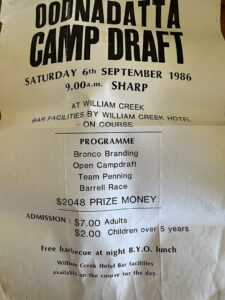 OODNADATTA
CAMP DRAFT
SATURDAY 6th SEPTEMBER 1986
9.00a.m. SHARP
AT WILLIAM CREEK
BAR FACILITIES BY WILLIAM CREEK HOTEL
- ON COURSE -
PROGRAMME
Bronco Branding
Open Campdraft
Team Penning
Barrell Race
$2048 PRIZE MONEY
ADMISSION: $7.00 Adults
$2.00 Children over 5 years
Free barbecue at night B.Y.O. lunch
William Creek Hotel Bar facilities
available on the course for the day.